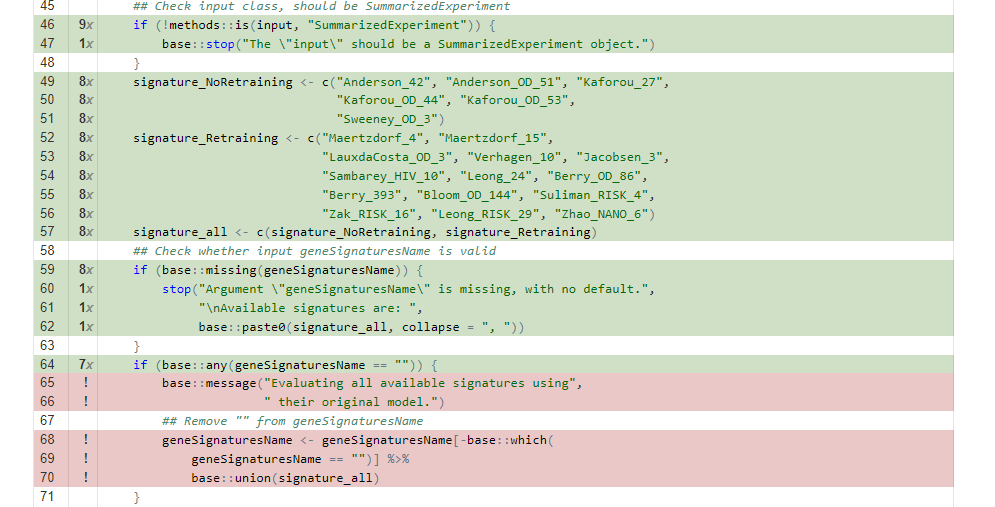 45 ## Check input class, should be SummarizedExperiment
46 9x if (!methods::is(input, "SummarizedExperiment")) {
47 1x base::stop("The \"input\" should be a SummarizedExperiment object.")
48 }
49 8x signature_NoRetraining <- c("Anderson_42", "Anderson_OD_51", "Kaforou_27",
50 8x "Kaforou_OD_44", "Kaforou_OD_53",
51 8x "Sweeney_OD_3")
52 8x signature_Retraining <- c("Maertzdorf_4", "Maertzdorf_15",
53 8x "LauxdaCosta_OD_3", "Verhagen_10", "Jacobsen_3",
54 8x "Sambarey_HIV_10", "Leong_24", "Berry_OD_86",
55 8x "Berry_393", "Bloom_OD_144", "Suliman_RISK_4",
56 8x "Zak_RISK_16", "Leong_RISK_29", "Zhao_NANO_6")
57 8x signature_all <- c(signature_NoRetraining, signature_Retraining)
58 ## Check whether input geneSignaturesName is valid
59 8x if (base::missing(geneSignaturesName)) {
60 1x stop("Argument \"geneSignaturesName\" is missing, with no default.",
61 1x "\nAvailable signatures are: ",
62 1x base::paste0(signature_all, collapse = ", "))
63 }
64 7x if (base::any(geneSignaturesName == "")) {
65 ! base::message("Evaluating all available signatures using",
66 ! " their original model.")
67 ## Remove "" from geneSignaturesName
68 ! geneSignaturesName <- geneSignaturesName[-base::which(
69 ! geneSignaturesName == "")] %>%
70 ! base::union(signature_all)
71 }